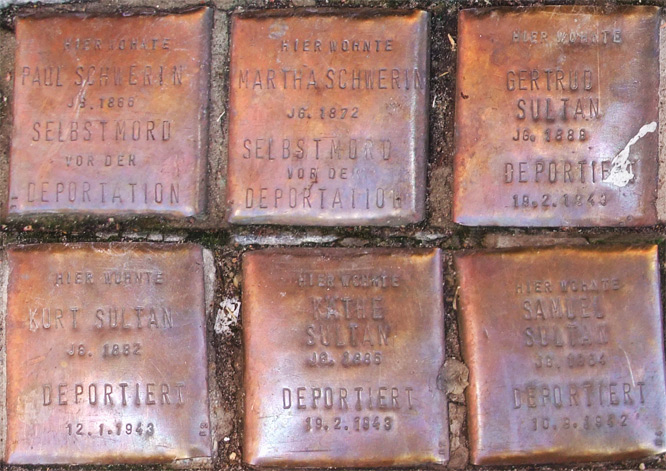 HIER WOHNTE
PAUL SCHWERIN
JG. 1866
SELBSTMORD
VOR DER
DEPORTATION
HIER WOHNTE
MARTHA SCHWERIN
JG. 1872
SELBSTMORD
VOR DER
DEPORTATION
HIER WOHNTE
GERTRUD
SULTAN
JG. 1888
DEPORTIERT
19.2.1943
HIER WOHNTE
KURT SULTAN
JG. 1882
DEPORTIERT
12.1.1943
HIER WOHNTE
KÄTHE
SULTAN
JG. 1885
DEPORTIERT
19.2.1943
HIER WOHNTE
SAMUEL
SULTAN
JG.
DEPORTIERT